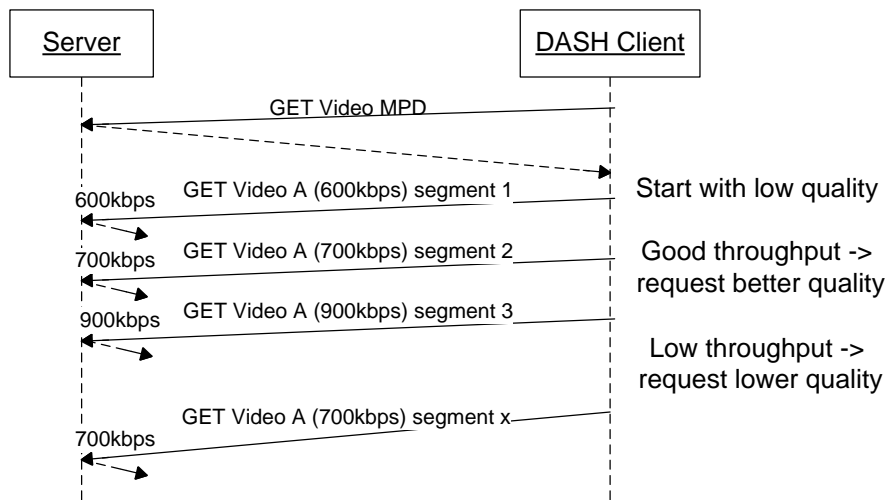 Server
DASH Client
GET Video MPD
GET Video A (600kbps) segment 1
Start with low quality
600kbps
GET Video A (700kbps) segment 2
Good throughput ->
700kbps
request better quality
GET Video A (900kbps) segment 3
900kbps
Low throughput ->
request lower quality
GET Video A (700kbps) segment x
700kbps